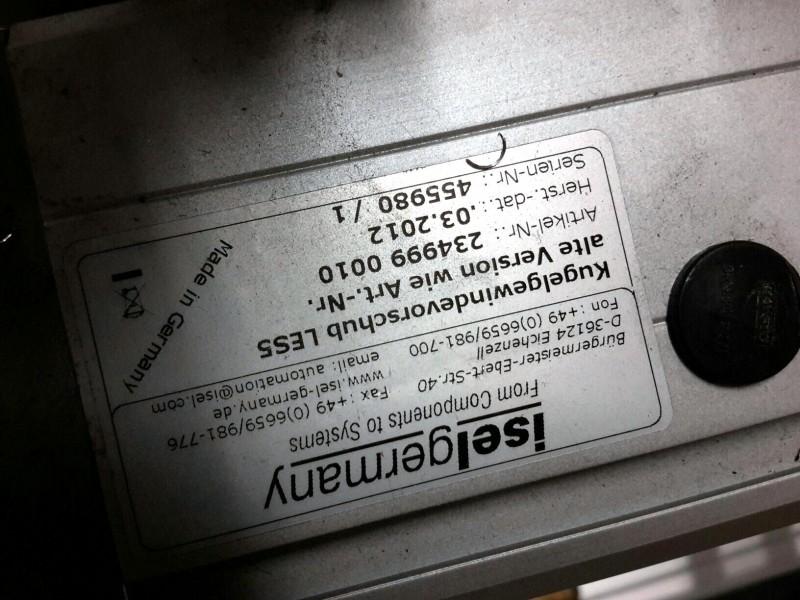 iselgermany
From Components to Systems
Bürgermeister-Ebert-Str.40
D-36124 Eichenzell
Fon : +49 (0)6659/981-700
Fax : +49 (0)6659/981-776
www.isel-germany.de
email: automation@isel.com
Kugelgewindevorschub LES5
alte Version wie Art.-Nr.
Artikel-Nr.: 234999 0010
Herst.-dat.: .03.2012
Serien-Nr.: 455980 / 1
Made in Germany